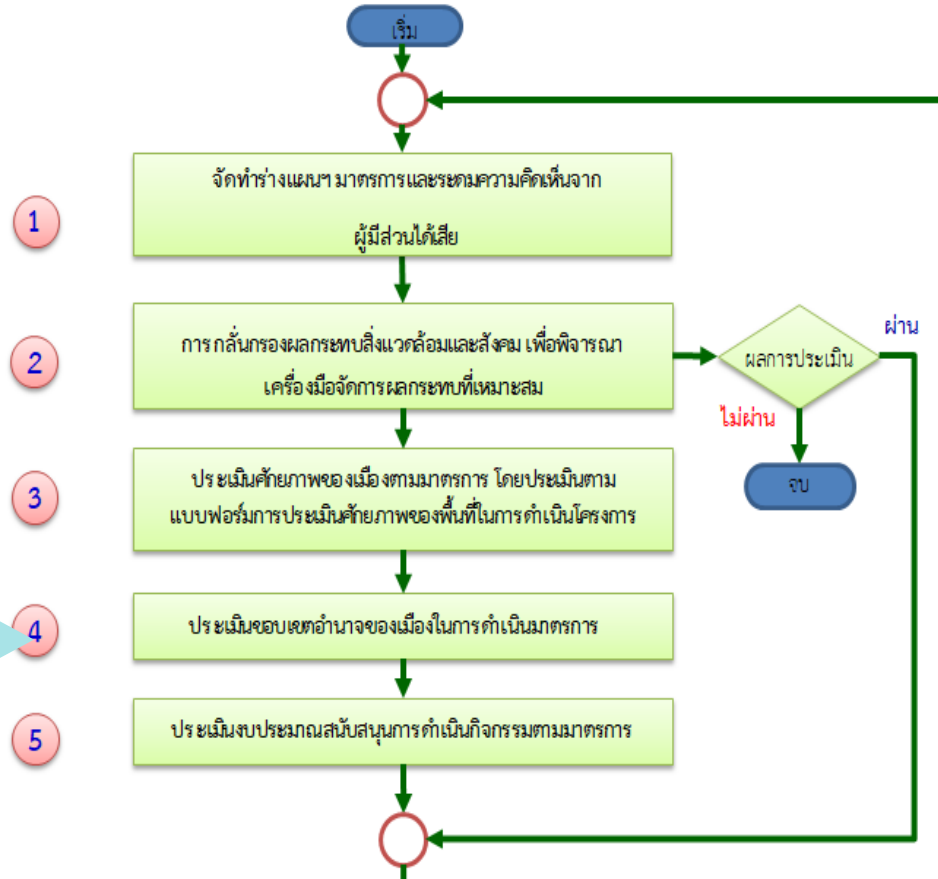 เริ่ม
1
จัดทำร่างแผนฯ มาตรการและระดมความคิดเห็นจาก
ผู้มีส่วนได้เสีย
2
การกลั่นกรองผลกระทบสิ่งแวดล้อมและสังคม เพื่อพิจารณา
เครื่องมือจัดการผลกระทบที่เหมาะสม
ผลการประเมิน
ผ่าน
ไม่ผ่าน
จบ
3
ประเมินศักยภาพของเมืองตามมาตรการ โดยประเมินตาม
แบบฟอร์มการประเมินศักยภาพของพื้นที่ในการดำเนินโครงการ
4
ประเมินขอบเขตอำนาจของเมืองในการดำเนินมาตรการ
5
ประเมินงบประมาณสนับสนุนการดำเนินกิจกรรมตามมาตรการ